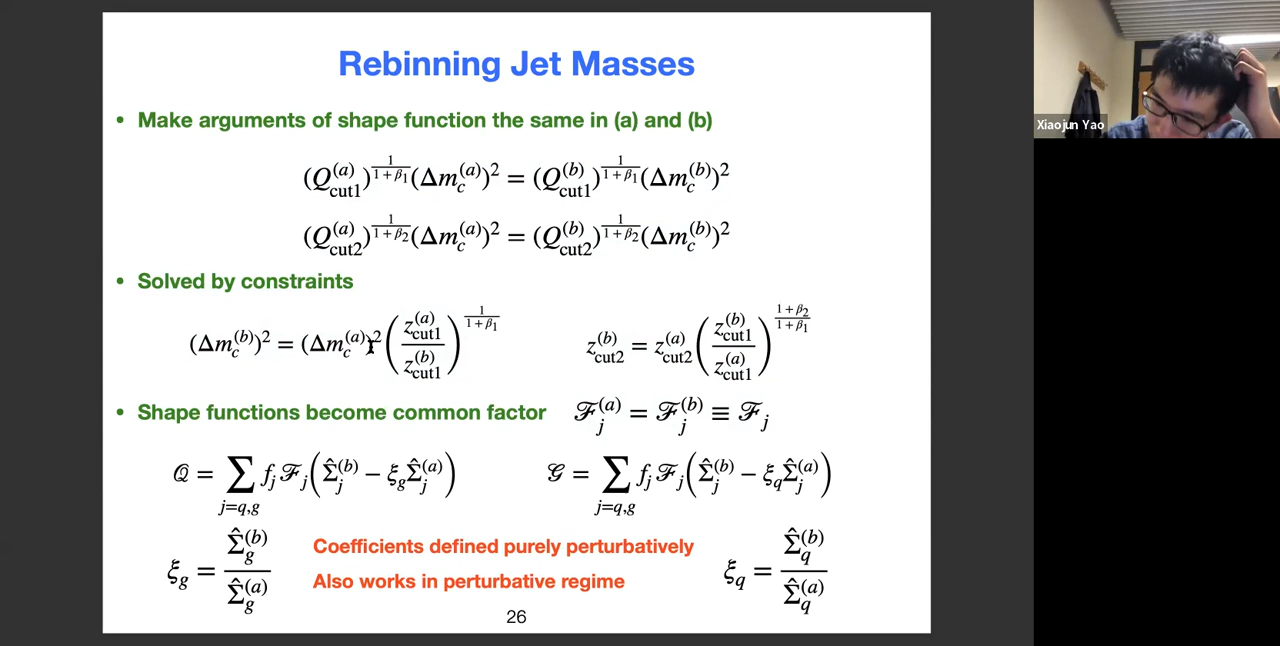 Rebinning Jet Masses
• Make arguments of shape function the same in (a) and (b)
(Q_cut1^(a))^(1/(1+β₁)) (Δm_c^(a))² = (Q_cut1^(b))^(1/(1+β₁)) (Δm_c^(b))²
(Q_cut2^(a))^(1/(1+β₂)) (Δm_c^(a))² = (Q_cut2^(b))^(1/(1+β₂)) (Δm_c^(b))²
• Solved by constraints
(Δm_c^(b))² = (Δm_c^(a))² (z_cut1^(a) / z_cut1^(b))^(1/(1+β₁)) z_cut2^(b) = z_cut2^(a) (z_cut1^(b) / z_cut1^(a))^((1+β₂)/(1+β₁))
• Shape functions become common factor ℱ_j^(a) = ℱ_j^(b) ≡ ℱ_j
𝒬 = ∑_{j=q,g} f_j ℱ_j (Σ̂_j^(b) − ξ_g Σ̂_j^(a)) 𝒢 = ∑_{j=q,g} f_j ℱ_j (Σ̂_j^(b) − ξ_q Σ̂_j^(a))
ξ_g = Σ̂_g^(b) / Σ̂_g^(a) Coefficients defined purely perturbatively ξ_q = Σ̂_q^(b) / Σ̂_q^(a)
Also works in perturbative regime
26
Xiaojun Yao